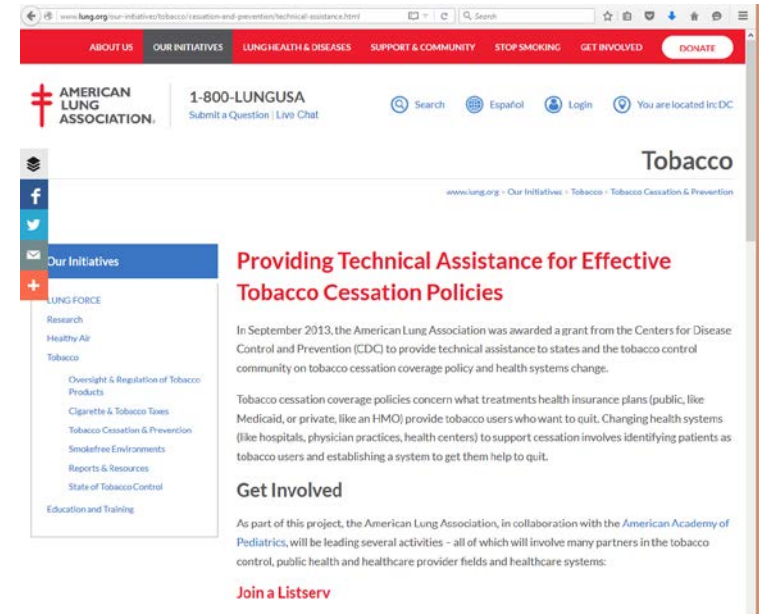 www.lung.org/our-initiatives/tobacco/cessation-and-prevention/technical-assistance.html
Search
ABOUT US OUR INITIATIVES LUNG HEALTH & DISEASES SUPPORT & COMMUNITY STOP SMOKING GET INVOLVED DONATE
AMERICAN
LUNG
ASSOCIATION.
1-800-LUNGUSA
Submit a Question | Live Chat
Search Español Login You are located in: DC
Tobacco
www.lung.org > Our Initiatives > Tobacco > Tobacco Cessation & Prevention
Our Initiatives
LUNG FORCE
Research
Healthy Air
Tobacco
Oversight & Regulation of Tobacco
Products
Cigarette & Tobacco Taxes
Tobacco Cessation & Prevention
Smokefree Environments
Reports & Resources
State of Tobacco Control
Education and Training
Providing Technical Assistance for Effective
Tobacco Cessation Policies
In September 2013, the American Lung Association was awarded a grant from the Centers for Disease
Control and Prevention (CDC) to provide technical assistance to states and the tobacco control
community on tobacco cessation coverage policy and health systems change.
Tobacco cessation coverage policies concern what treatments health insurance plans (public, like
Medicaid, or private, like an HMO) provide tobacco users who want to quit. Changing health systems
(like hospitals, physician practices, health centers) to support cessation involves identifying patients as
tobacco users and establishing a system to get them help to quit.
Get Involved
As part of this project, the American Lung Association, in collaboration with the American Academy of
Pediatrics, will be leading several activities – all of which will involve many partners in the tobacco
control, public health and healthcare provider fields and healthcare systems:
Join a Listserv